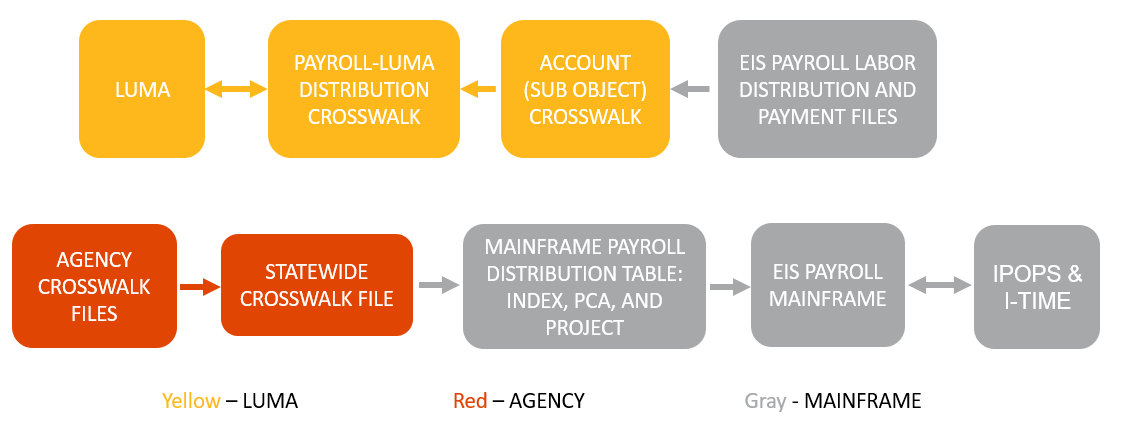 LUMA
PAYROLL-LUMA
DISTRIBUTION
CROSSWALK
ACCOUNT
(SUB OBJECT)
CROSSWALK
EIS PAYROLL LABOR
DISTRIBUTION AND
PAYMENT FILES
AGENCY
CROSSWALK
FILES
STATEWIDE
CROSSWALK FILE
MAINFRAME PAYROLL
DISTRIBUTION TABLE:
INDEX, PCA, AND
PROJECT
EIS PAYROLL
MAINFRAME
IPOPS &
I-TIME
Yellow – LUMA
Red – AGENCY
Gray - MAINFRAME